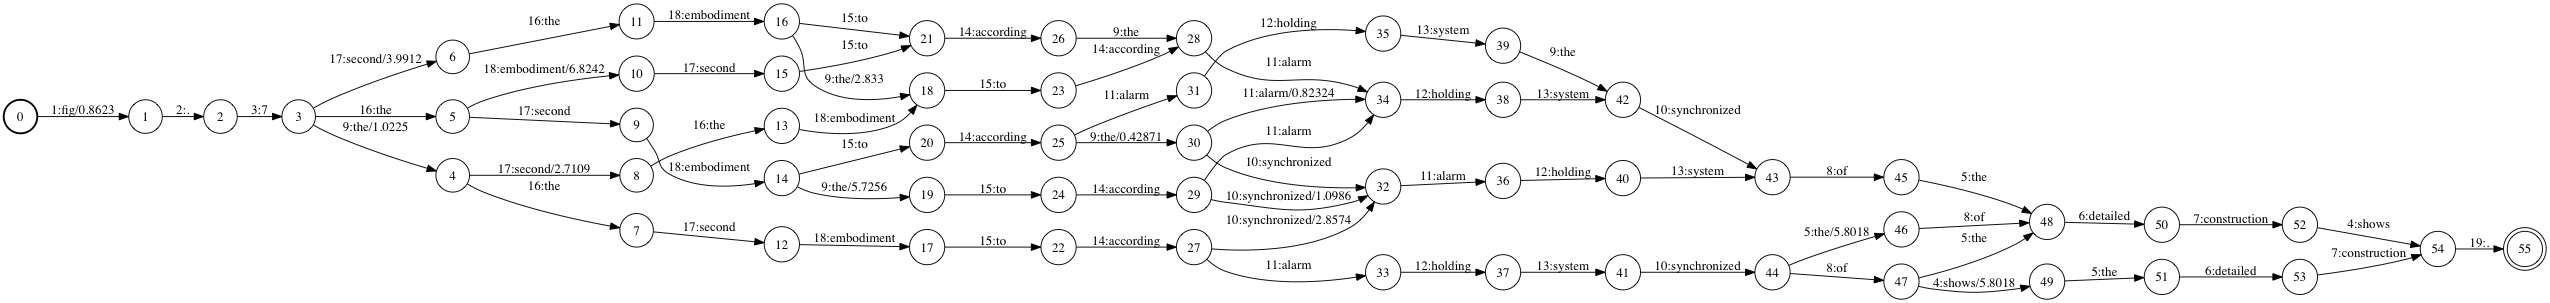 0
1:fig/0.8623
1
2:.
2
3:7
3
17:second/3.9912
16:the
9:the/1.0225
6
5
4
16:the
18:embodiment/6.8242
17:second
17:second/2.7109
16:the
11
10
9
8
7
18:embodiment
17:second
18:embodiment
16:the
17:second
16
15
13
14
12
15:to
9:the/2.833
15:to
18:embodiment
15:to
9:the/5.7256
18:embodiment
21
18
20
19
17
14:according
15:to
14:according
15:to
15:to
26
23
25
24
22
9:the
14:according
11:alarm
9:the/0.42871
14:according
14:according
28
31
30
29
27
12:holding
11:alarm
11:alarm/0.82324
11:alarm
10:synchronized
10:synchronized/1.0986
10:synchronized/2.8574
11:alarm
35
34
32
33
13:system
12:holding
11:alarm
12:holding
39
38
36
37
9:the
13:system
12:holding
13:system
42
40
41
10:synchronized
13:system
10:synchronized
43
44
8:of
5:the/5.8018
8:of
45
46
47
5:the
8:of
5:the
4:shows/5.8018
48
49
6:detailed
5:the
50
51
7:construction
6:detailed
52
53
4:shows
7:construction
54
19:.
55